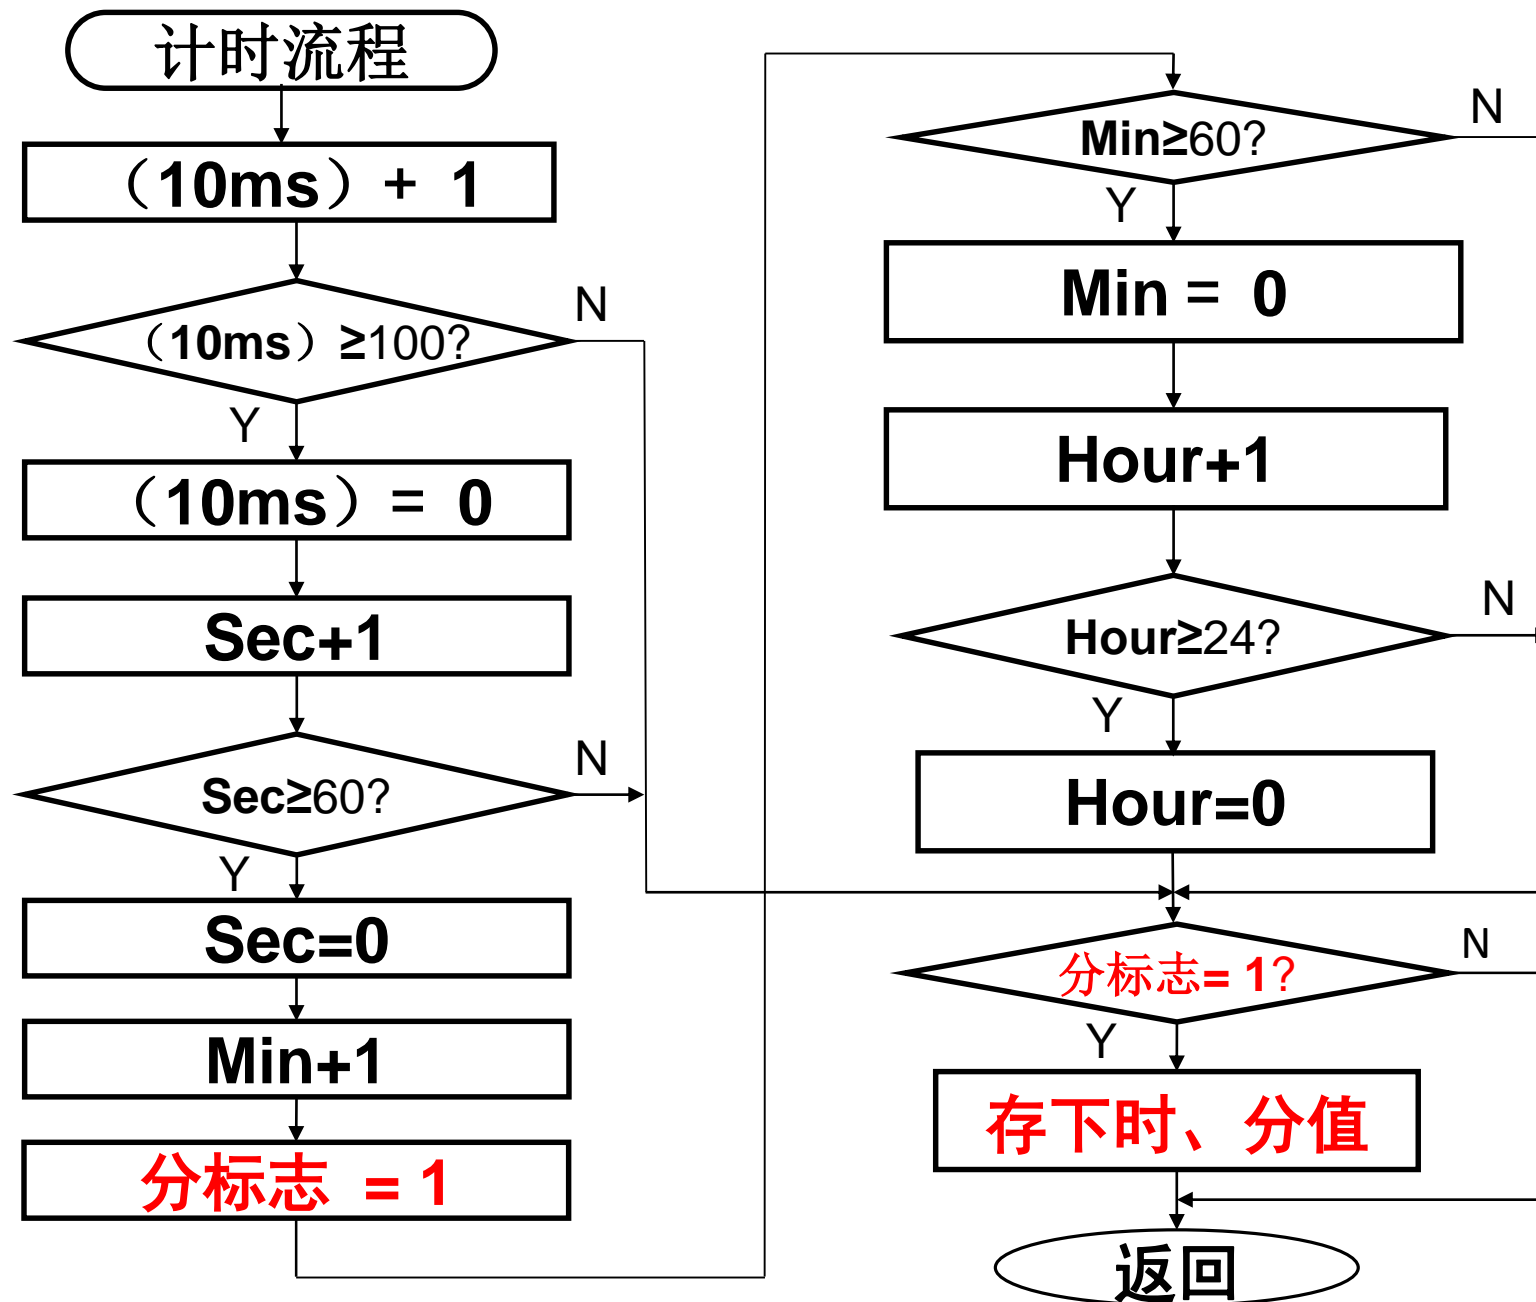 计时流程
（10ms）+ 1
（10ms）≥100?
N
Y
（10ms）= 0
Sec+1
Sec≥60?
N
Y
Sec=0
Min+1
分标志 = 1
Min≥60?
N
Y
Min = 0
Hour+1
Hour≥24?
N
Y
Hour=0
分标志= 1?
N
Y
存下时、分值
返回